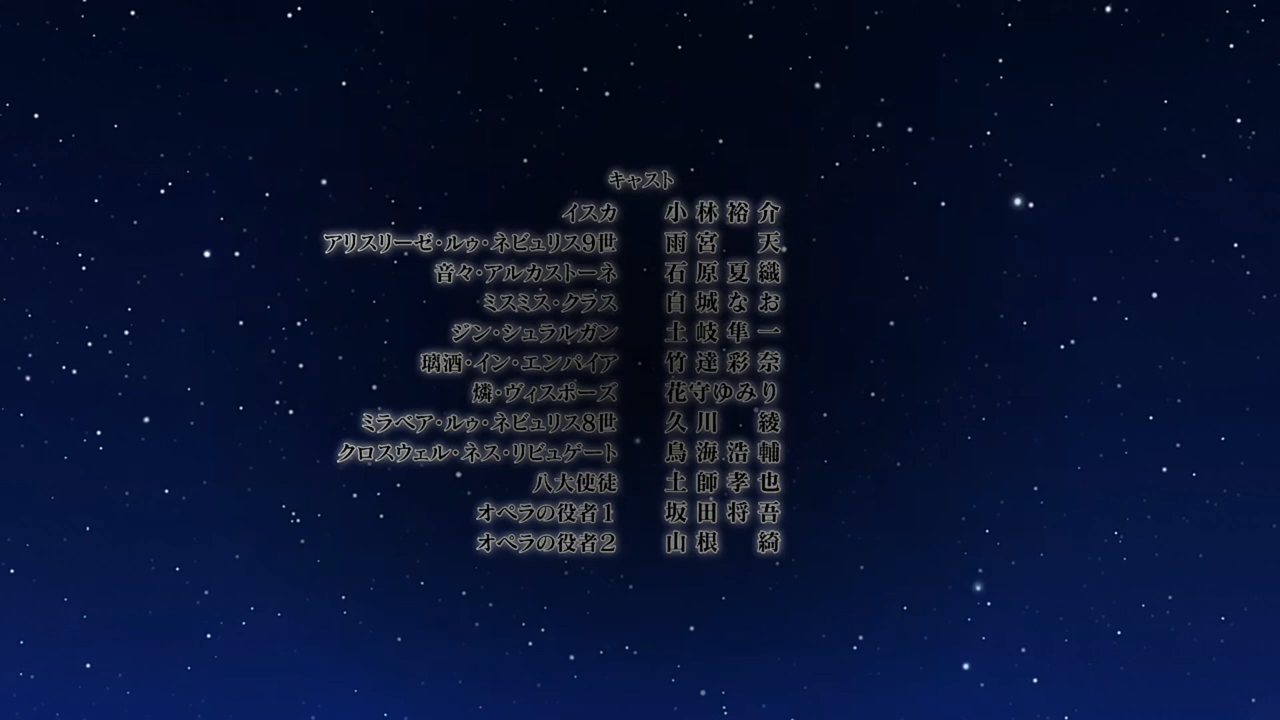 キャスト
イスカ 小林裕介
アリスリーゼ・ルゥ・ネビュリス9世 雨宮 天
音々・アルカストーネ 石原夏織
ミスミス・クラス 白城なお
ジン・シュラルガン 土岐隼一
璃洒・イン・エンパイア 竹達彩奈
燐・ヴィスポーズ 花守ゆみり
ミラベア・ルゥ・ネビュリス8世 久川 綾
クロスウェル・ネス・リビュゲート 鳥海浩輔
八大使徒 土師孝也
オペラの役者1 坂田将吾
オペラの役者2 山根 綺